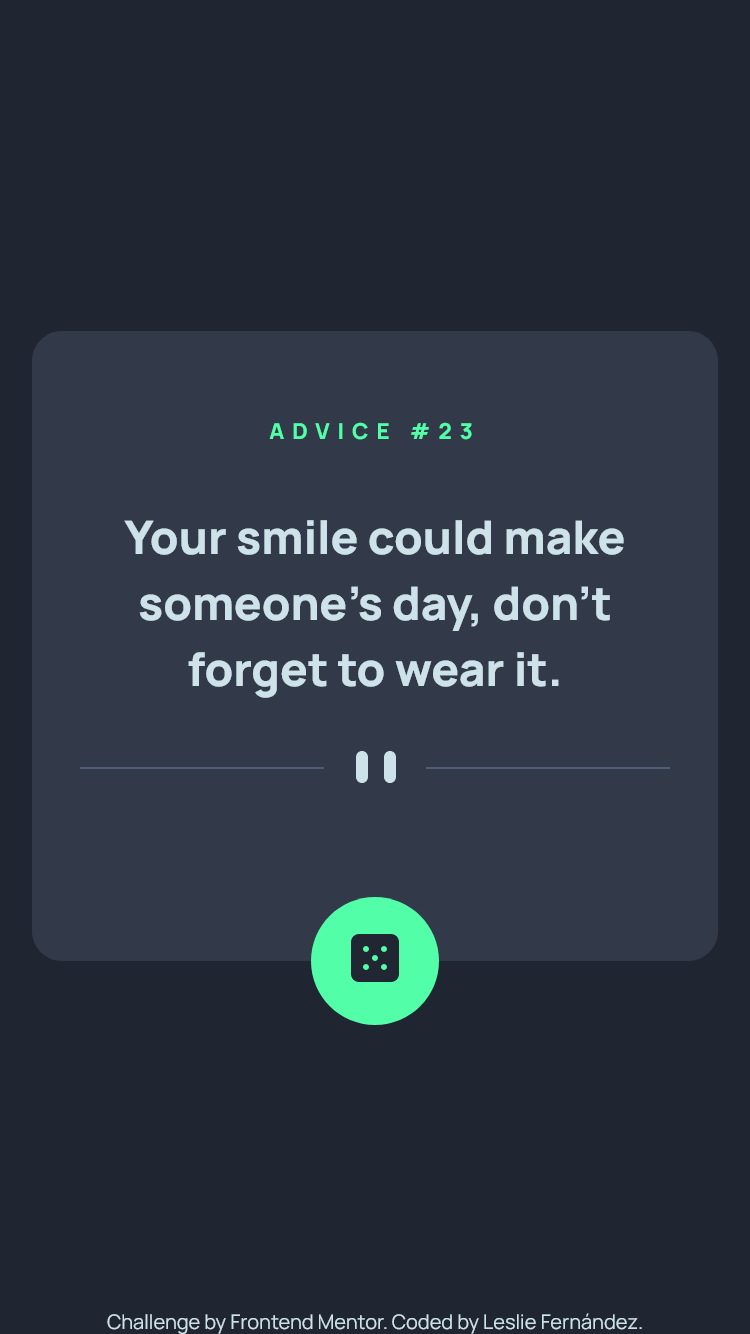 ADVICE #23
Your smile could make
someone’s day, don’t
forget to wear it.
Challenge by Frontend Mentor. Coded by Leslie Fernández.